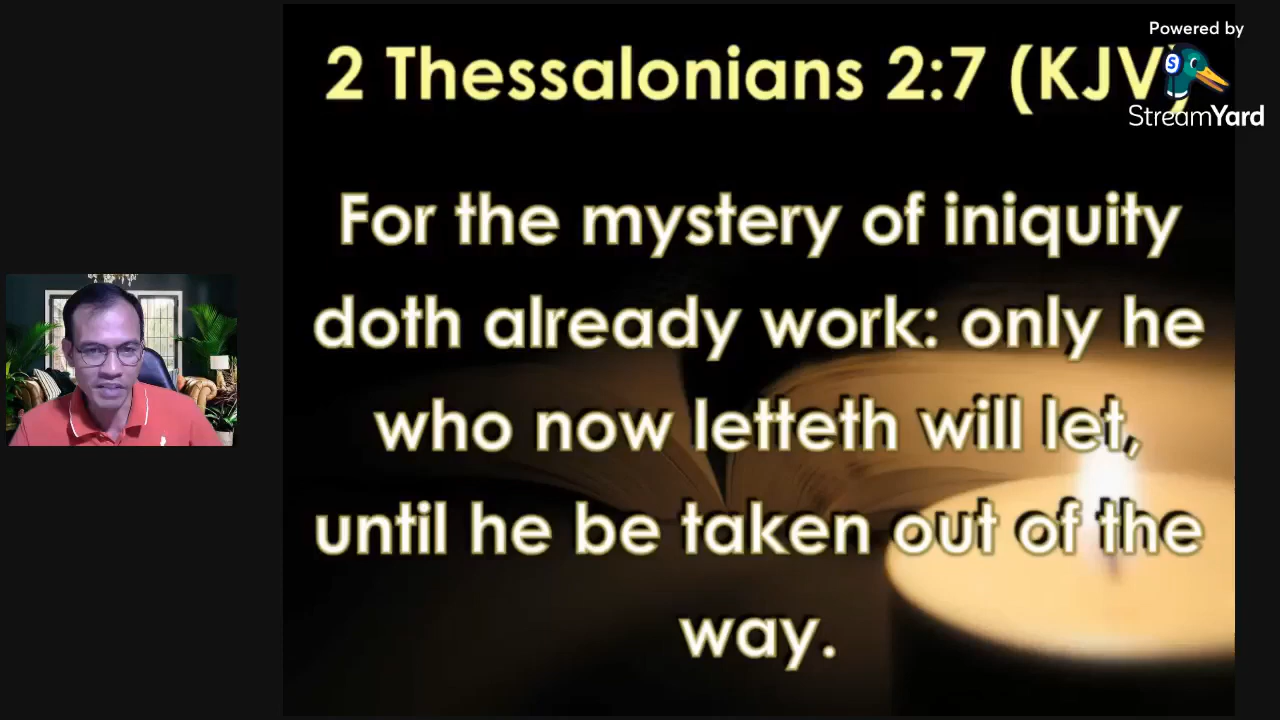 Powered by
StreamYard
2 Thessalonians 2:7 (KJV)
For the mystery of iniquity
doth already work: only he
who now letteth will let,
until he be taken out of the
way.